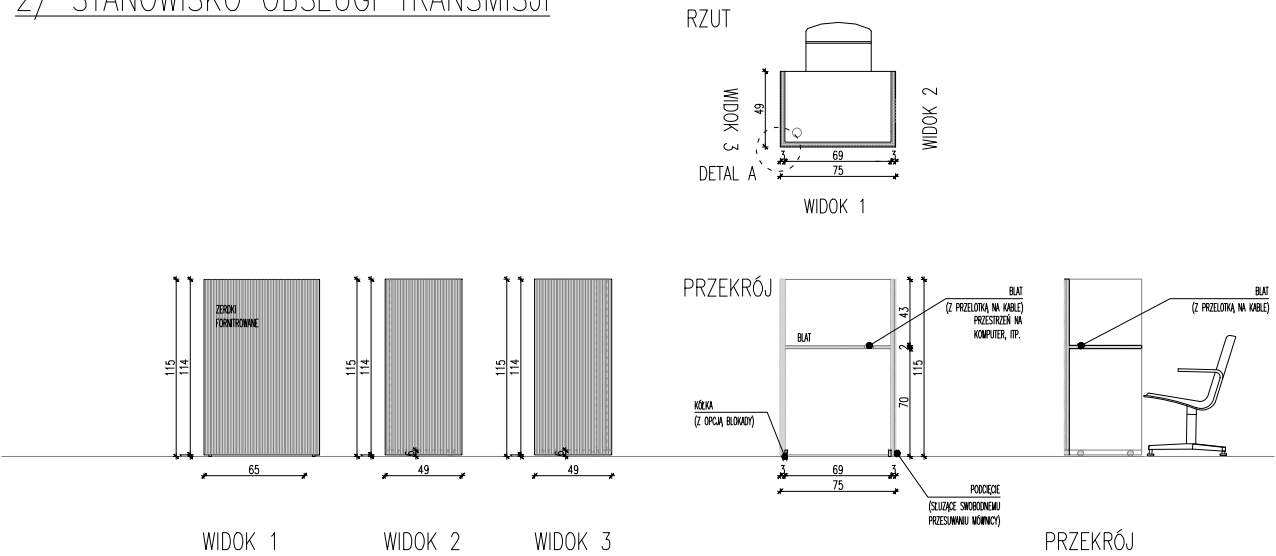 2) STANOWISKO OBSŁUGI TRANSMISJI
RZUT
WIDOK 3
49
WIDOK 2
3 69 3
75
DETAL A
WIDOK 1
115
114
ŻEROKI
FORNIROWANE
65
WIDOK 1
115
114
49
WIDOK 2
115
114
49
WIDOK 3
PRZEKRÓJ
BLAT
43
2
70
115
BLAT
(Z PRZELOTKĄ NA KABLE)
PRZESTRZEŃ NA
KOMPUTER, ITP.
KÓŁKA
(Z OPCJĄ BLOKADY)
3 69 3
75
PODCIĘCIE
(SŁUŻĄCE SWOBODNEMU
PRZESUWANIU MÓWNICY)
BLAT
(Z PRZELOTKĄ NA KABLE)
PRZEKRÓJ